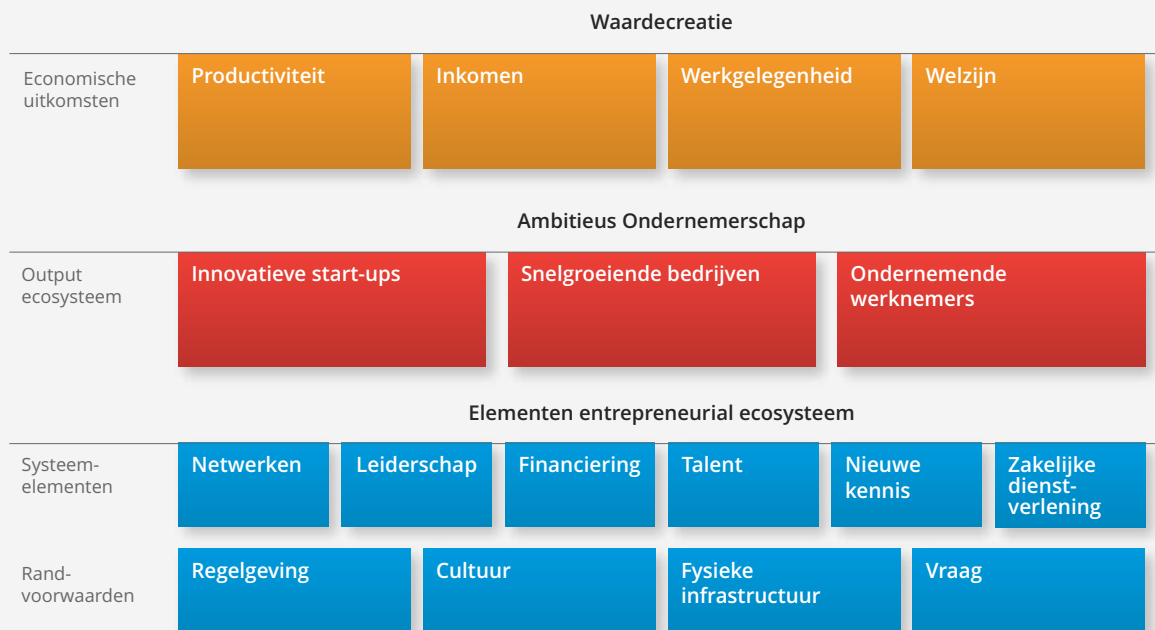 Waardecreatie
Economische
uitkomsten
Productiviteit
Inkomen
Werkgelegenheid
Welzijn
Ambitieus Ondernemerschap
Output
ecosysteem
Innovatieve start-ups
Snelgroeiende bedrijven
Ondernemende
werknemers
Elementen entrepreneurial ecosysteem
Systeem-
elementen
Netwerken
Leiderschap
Financiering
Talent
Nieuwe
kennis
Zakelijke
dienst-
verlening
Rand-
voorwaarden
Regelgeving
Cultuur
Fysieke
infrastructuur
Vraag